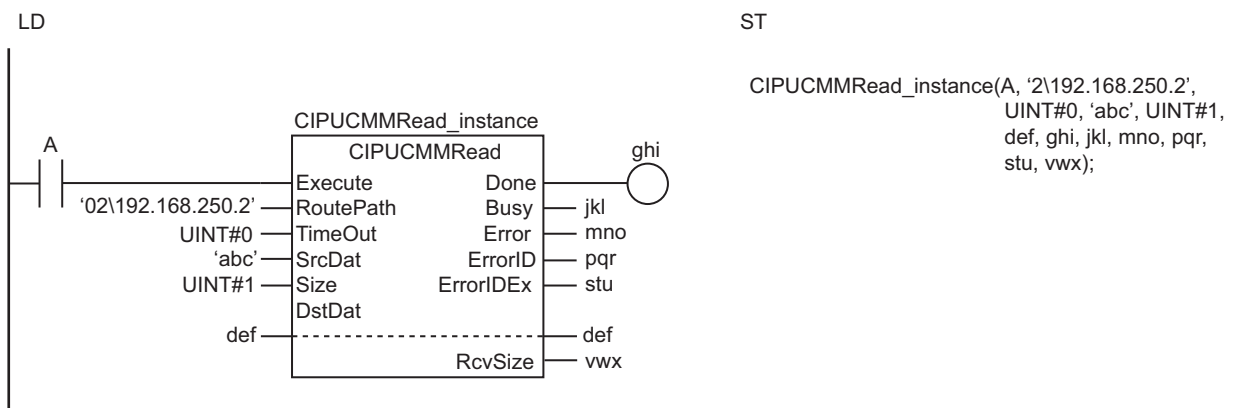 LD
ST
CIPUCMMRead_instance(A, ‘2\192.168.250.2’,
UINT#0, ‘abc’, UINT#1,
def, ghi, jkl, mno, pqr,
stu, vwx);
CIPUCMMRead_instance
A
CIPUCMMRead
ghi
Execute Done
‘02\192.168.250.2’ RoutePath Busy jkl
UINT#0 TimeOut Error mno
‘abc’ SrcDat ErrorID pqr
UINT#1 Size ErrorIDEx stu
DstDat
def def
RcvSize vwx